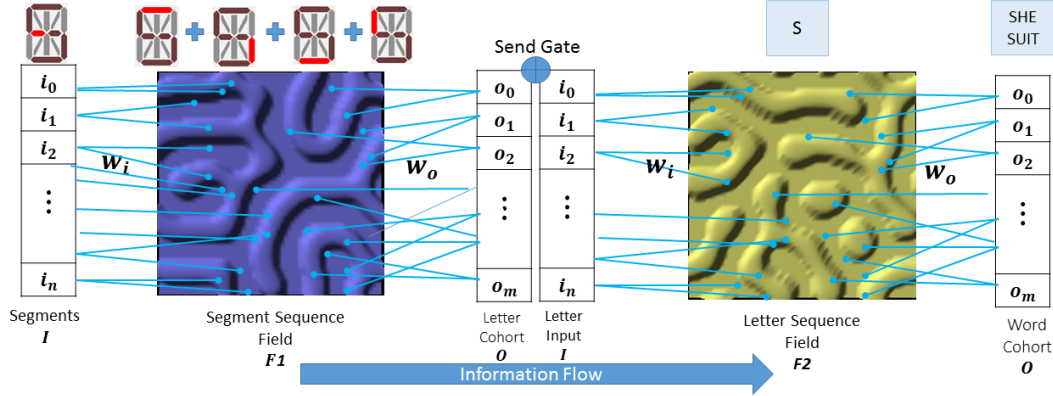 Send Gate
S
SHE
SUIT
i0
i1
i2
⋮
in
wi
wo
o0
o1
o2
⋮
om
i0
i1
i2
⋮
in
wi
wo
o0
o1
o2
⋮
om
Segments
I
Segment Sequence
Field
F1
Letter
Cohort
O
Letter
Input
I
Letter Sequence
Field
F2
Word
Cohort
O
Information Flow